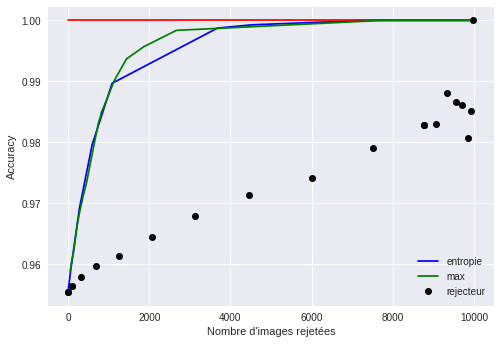 1.00
0.99
0.98
0.97
0.96
Accuracy
0
2000
4000
6000
8000
10000
Nombre d'images rejetées
entropie
max
rejecteur